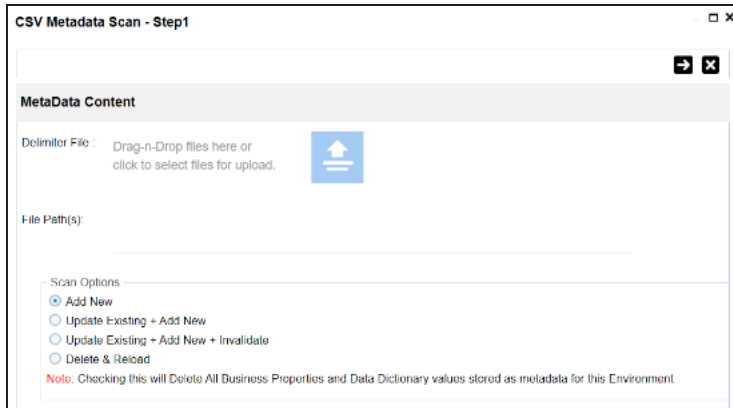 CSV Metadata Scan - Step1
MetaData Content
Delimiter File :
Drag-n-Drop files here or
click to select files for upload.
File Path(s):
Scan Options
Add New
Update Existing + Add New
Update Existing + Add New + Invalidate
Delete & Reload
Note: Checking this will Delete All Business Properties and Data Dictionary values stored as metadata for this Environment